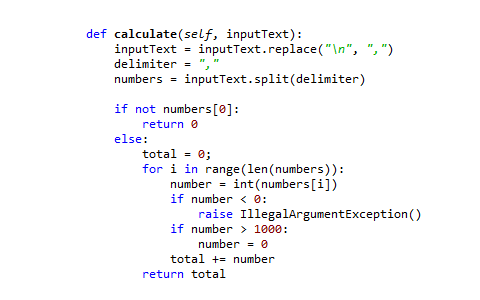 def calculate(self, inputText):
    inputText = inputText.replace("\n", ",")
    delimiter = ","
    numbers = inputText.split(delimiter)

    if not numbers[0]:
        return 0
    else:
        total = 0;
        for i in range(len(numbers)):
            number = int(numbers[i])
            if number < 0:
                raise IllegalArgumentException()
            if number > 1000:
                number = 0
            total += number
        return total